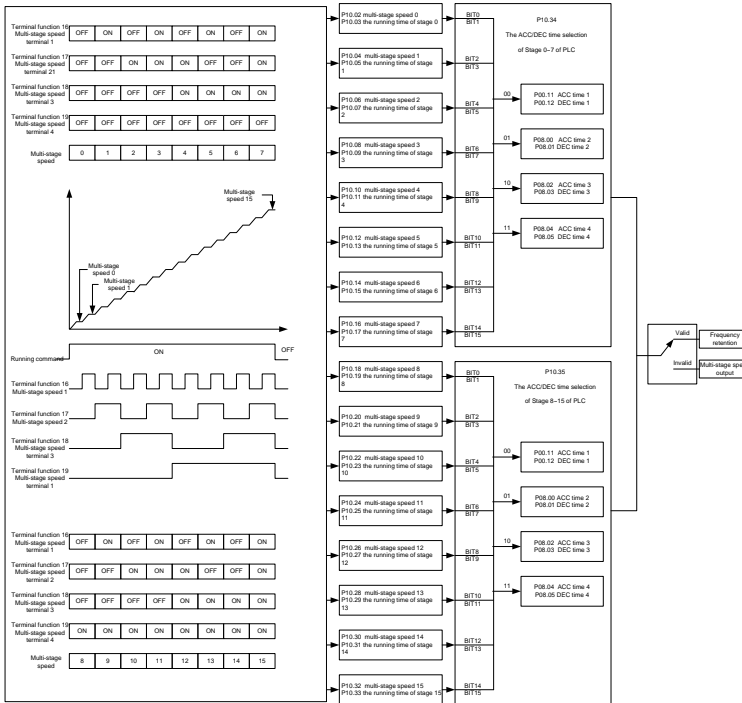 Terminal function 16
Multi-stage speed
terminal 1
OFF ON OFF ON OFF ON OFF ON
Terminal function 17
Multi-stage speed
terminal 21
OFF OFF ON ON OFF OFF ON ON
Terminal function 18
Multi-stage speed
terminal 3
OFF OFF OFF OFF ON ON ON ON
Terminal function 19
Multi-stage speed
terminal 4
OFF OFF OFF OFF OFF OFF OFF OFF
Multi-stage
speed
0 1 2 3 4 5 6 7
Multi-stage
speed 15
Multi-stage
speed 0
Multi-stage
speed 1
Running command
ON
OFF
Terminal function 16
Multi-stage speed 1
Terminal function 17
Multi-stage speed 2
Terminal function 18
Multi-stage speed
terminal 3
Terminal function 19
Multi-stage speed
terminal 1
Terminal function 16
Multi-stage speed
terminal 1
OFF ON OFF ON OFF ON OFF ON
Terminal function 17
Multi-stage speed
terminal 2
OFF OFF ON ON OFF OFF ON ON
Terminal function 18
Multi-stage speed
terminal 3
OFF OFF OFF OFF ON ON ON ON
Terminal function 19
Multi-stage speed
terminal 4
ON ON ON ON ON ON ON ON
Multi-stage
speed
8 9 10 11 12 13 14 15
P10.02 multi-stage speed 0
P10.03 the running time of stage 0
P10.04 multi-stage speed 1
P10.05 the running time of stage
1
P10.06 multi-stage speed 2
P10.07 the running time of stage
2
P10.08 multi-stage speed 3
P10.09 the running time of stage
3
P10.10 multi-stage speed 4
P10.11 the running time of stage
4
P10.12 multi-stage speed 5
P10.13 the running time of stage 5
P10.14 multi-stage speed 6
P10.15 the running time of stage 6
P10.16 multi-stage speed 7
P10.17 the running time of stage
7
P10.18 multi-stage speed 8
P10.19 the running time of stage
8
P10.20 multi-stage speed 9
P10.21 the running time of stage 9
P10.22 multi-stage speed 10
P10.23 the running time of stage
10
P10.24 multi-stage speed 11
P10.25 the running time of stage
11
P10.26 multi-stage speed 12
P10.27 the running time of stage
12
P10.28 multi-stage speed 13
P10.29 the running time of stage
13
P10.30 multi-stage speed 14
P10.31 the running time of stage
14
P10.32 multi-stage speed 15
P10.33 the running time of stage 15
BIT0
BIT1
BIT2
BIT3
BIT4
BIT5
BIT6
BIT7
BIT8
BIT9
BIT10
BIT11
BIT12
BIT13
BIT14
BIT15
P10.34
The ACC/DEC time selection
of Stage 0~7 of PLC
00
P00.11 ACC time 1
P00.12 DEC time 1
01
P08.00 ACC time 2
P08.01 DEC time 2
10
P08.02 ACC time 3
P08.03 DEC time 3
11
P08.04 ACC time 4
P08.05 DEC time 4
BIT0
BIT1
BIT2
BIT3
BIT4
BIT5
BIT6
BIT7
BIT8
BIT9
BIT10
BIT11
BIT12
BIT13
BIT14
BIT15
P10.35
The ACC/DEC time selection
of Stage 8~15 of PLC
00
P00.11 ACC time 1
P00.12 DEC time 1
01
P08.00 ACC time 2
P08.01 DEC time 2
10
P08.02 ACC time 3
P08.03 DEC time 3
11
P08.04 ACC time 4
P08.05 DEC time 4
Valid
Frequency
retention
Invalid
Multi-stage spe
output